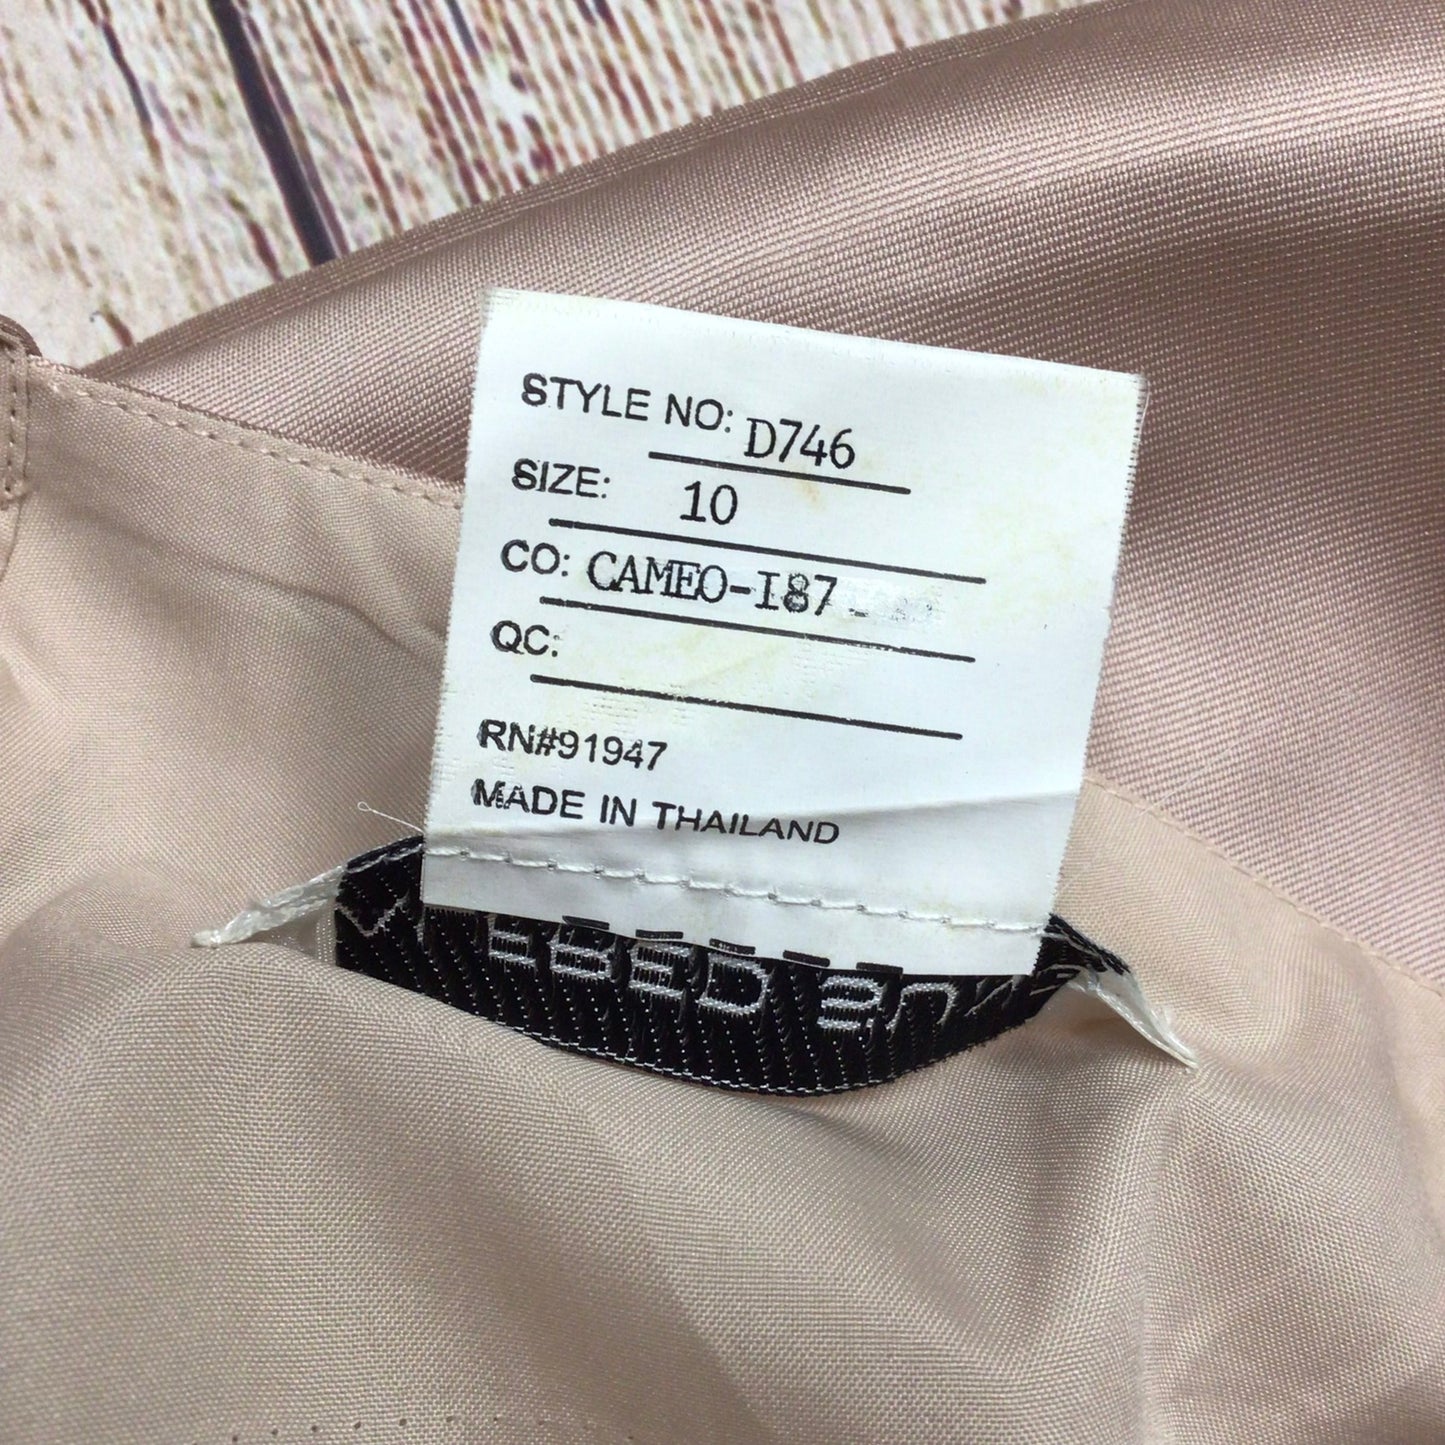 STYLE NO: D746
SIZE: 10
CO: CAMEO-I87
QC:
RN#91947
MADE IN THAILAND